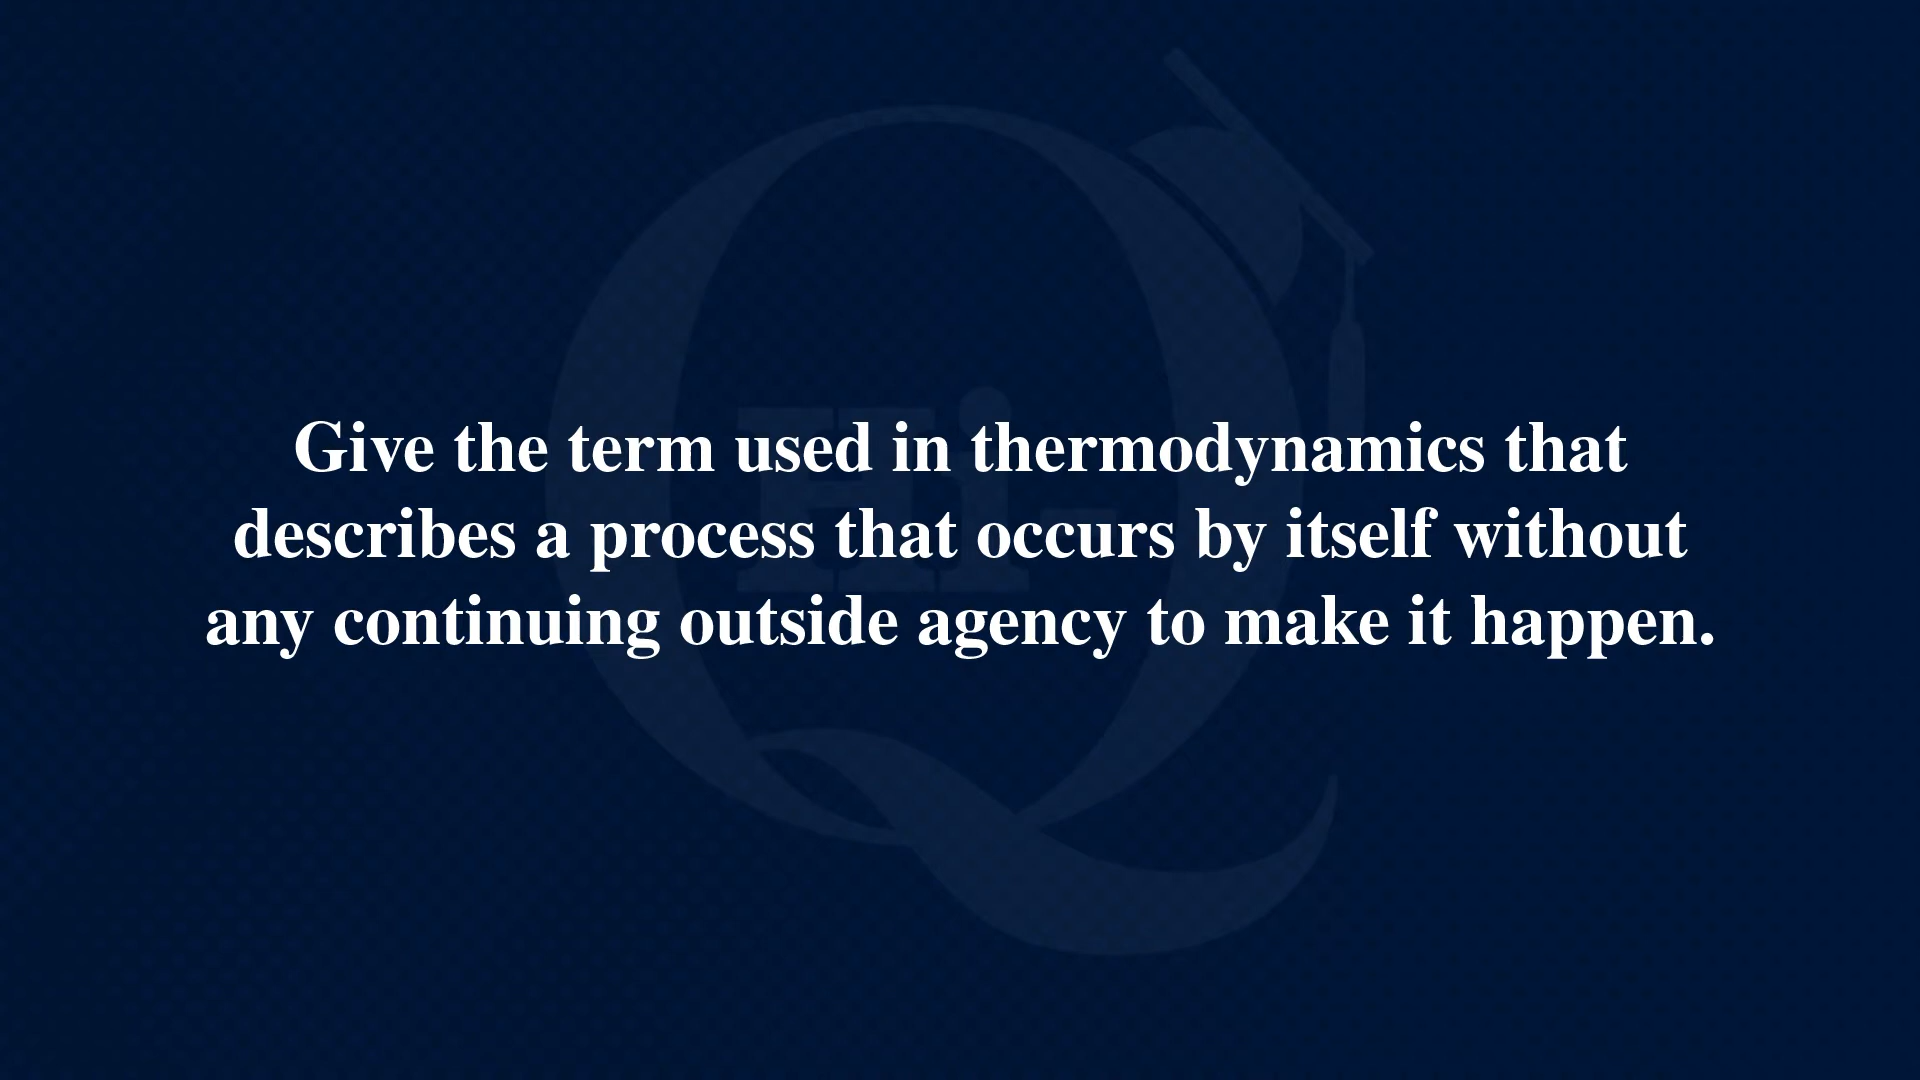 Give the term used in thermodynamics that
describes a process that occurs by itself without
any continuing outside agency to make it happen.
Hi-Q